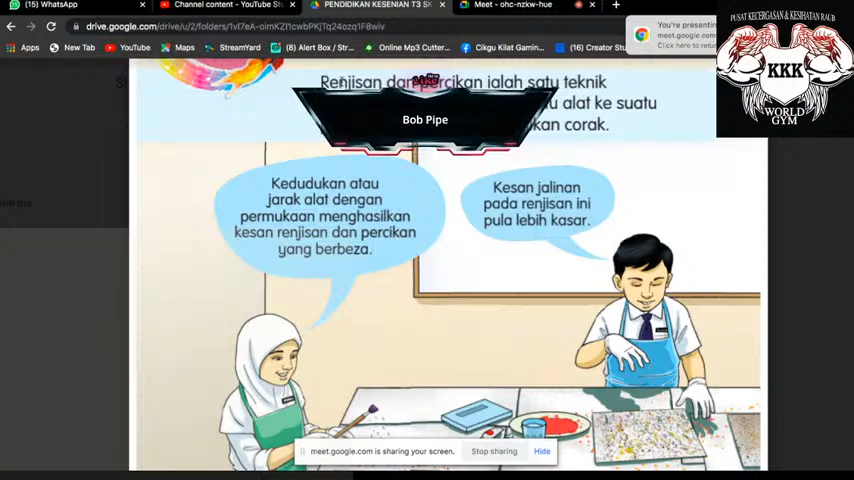 (15) WhatsApp
Channel content - YouTube St
PENDIDIKAN KESENIAN T3 SK
Meet - ohc-nzkw-hue
drive.google.com/drive/u/2/folders/1vI7eA-oimKZI1cwbPKjTq24ozq1F8wiv
Apps
New Tab
YouTube
Maps
StreamYard
(8) Alert Box / Str...
Online Mp3 Cutter...
Cikgu Kilat Gaming...
(16) Creator Stu
You're presenting
meet.google.com
Click here to retur
PUSAT KECERGASAN & KESIHATAN RAUB
KKK
WORLD
GYM
Renjisan dan percikan ialah satu teknik
u alat ke suatu
kan corak.
Bob Pipe
Kedudukan atau
jarak alat dengan
permukaan menghasilkan
kesan renjisan dan percikan
yang berbeza.
Kesan jalinan
pada renjisan ini
pula lebih kasar.
meet.google.com is sharing your screen.
Stop sharing
Hide